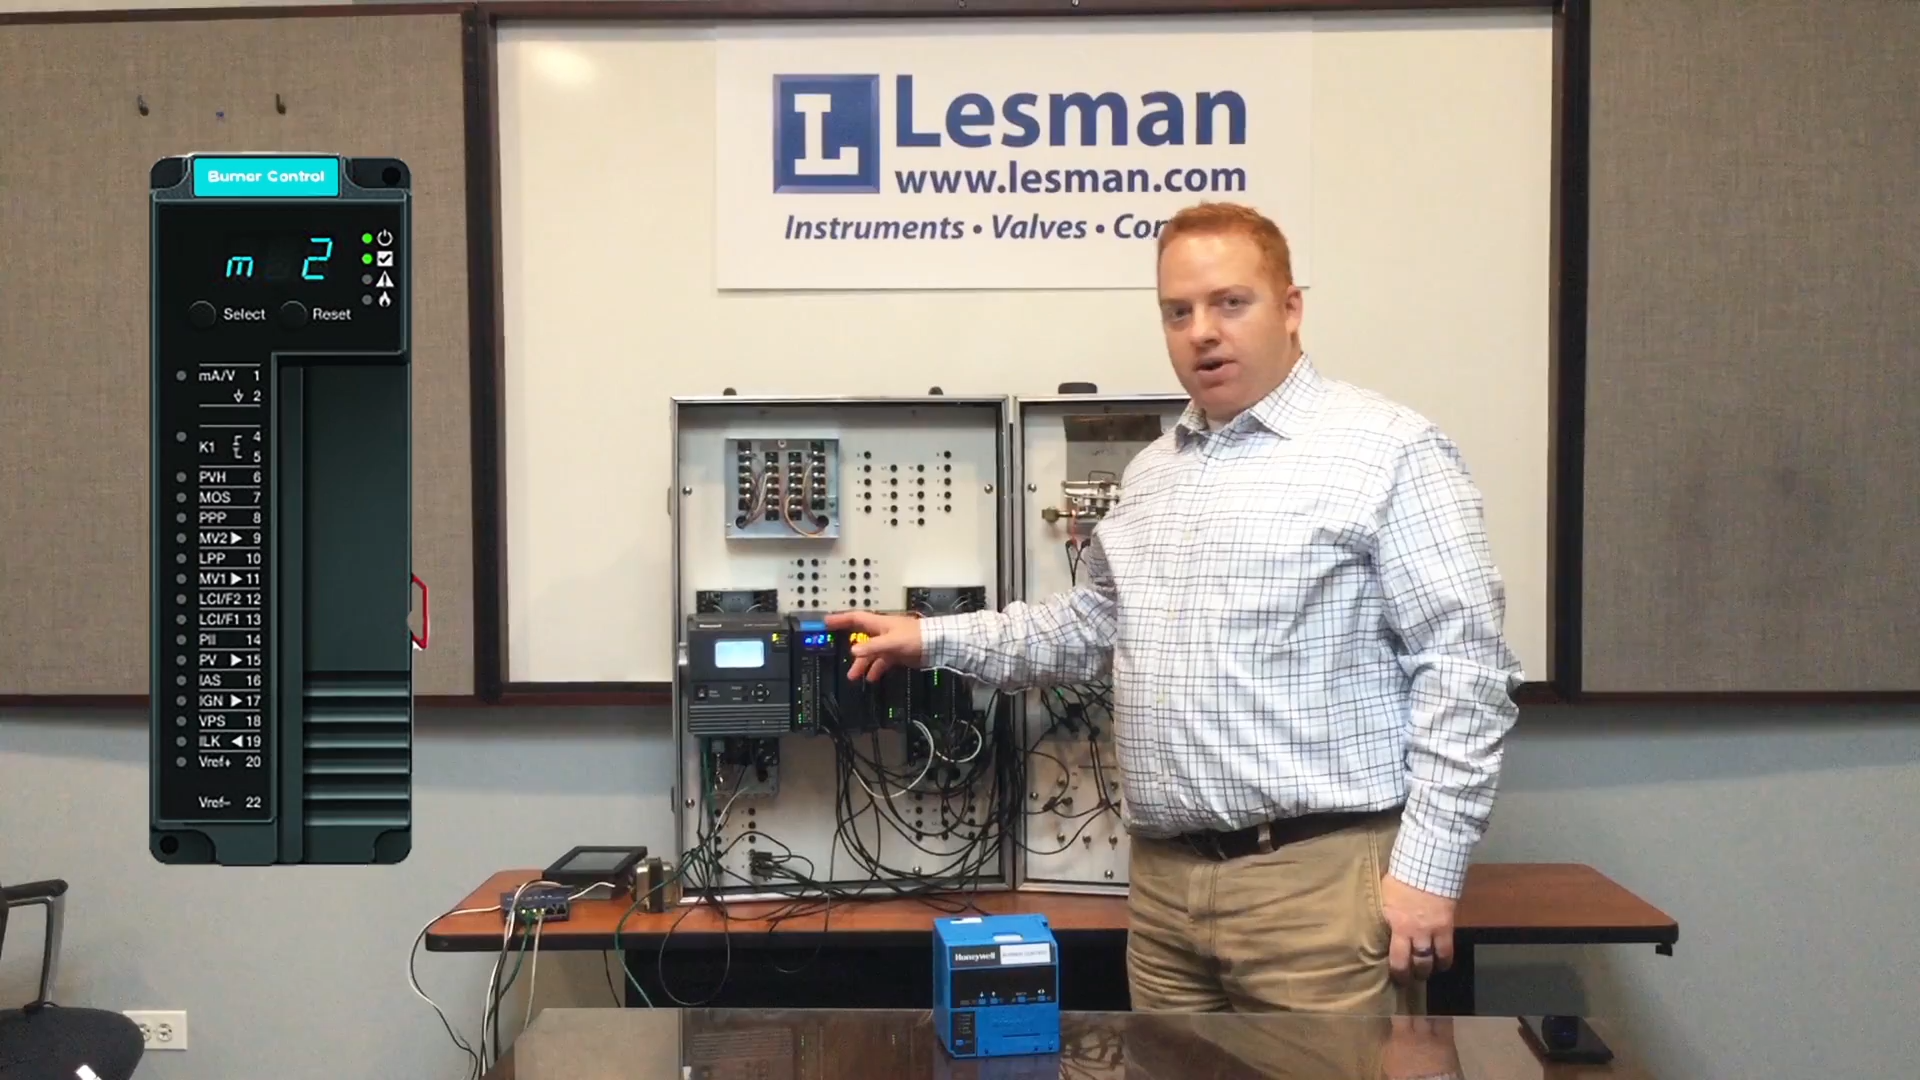 Burner Control
m 2
Select Reset
mA/V 1
2
K1 4
5
PVH 6
MOS 7
PPP 8
MV2 ▶ 9
LPP 10
MV1 ▶ 11
LCI/F2 12
LCI/F1 13
PII 14
PV ▶ 15
IAS 16
IGN ▶ 17
VPS 18
ILK ◀ 19
Vref+ 20
Vref- 22
L Lesman
www.lesman.com
Instruments • Valves • Con
Honeywell